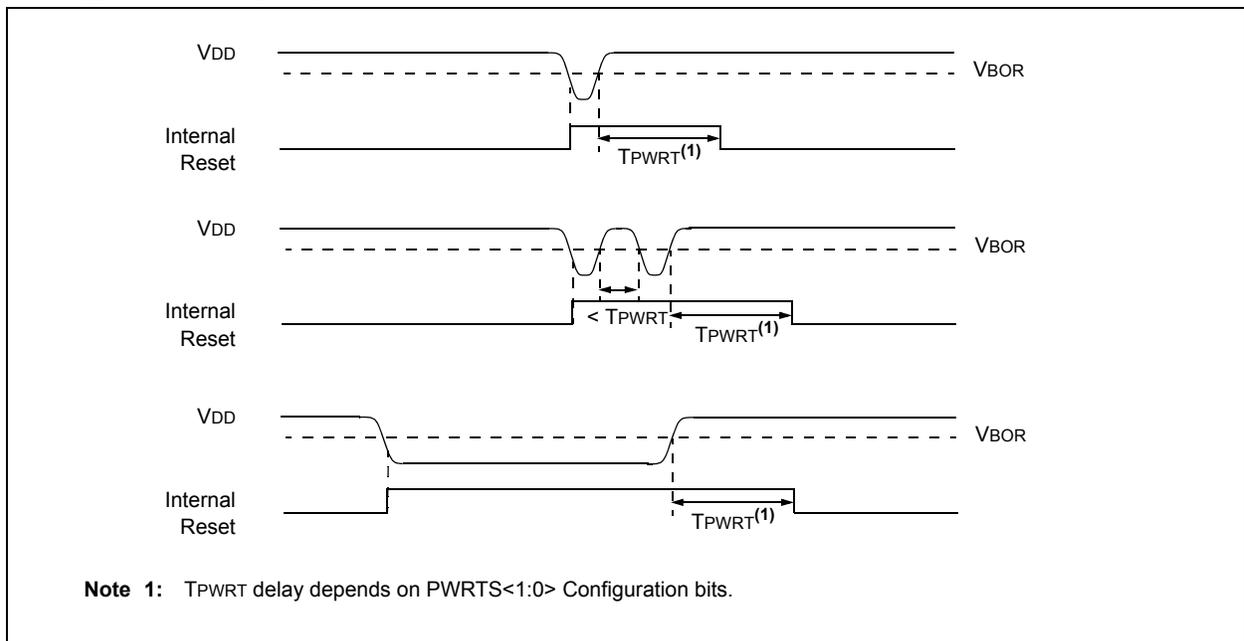 VDD
VBOR
Internal
Reset
TPWRT(1)
VDD
VBOR
Internal
Reset
< TPWRT
TPWRT(1)
VDD
VBOR
Internal
Reset
TPWRT(1)
Note 1: TPWRT delay depends on PWRTS<1:0> Configuration bits.